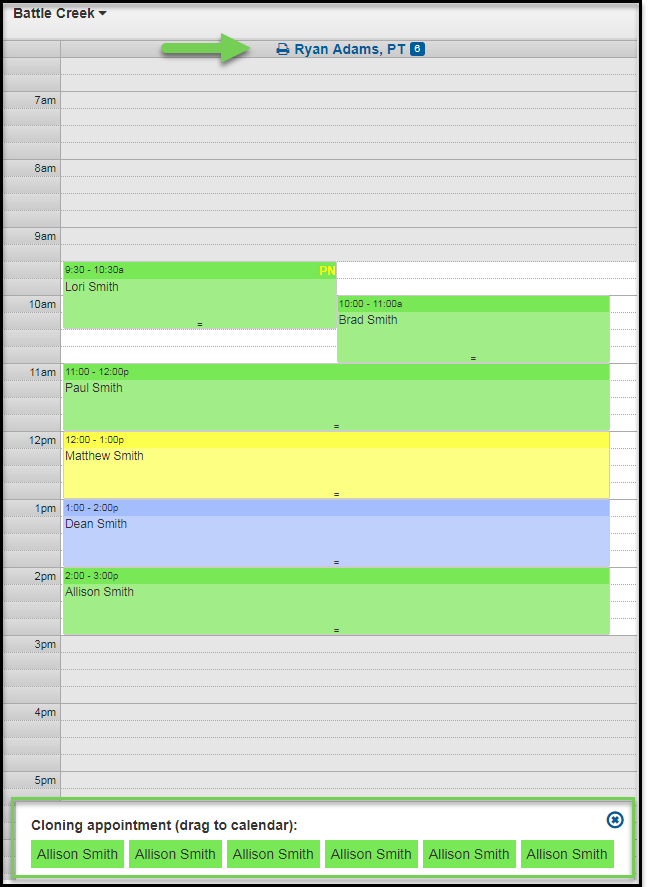 Battle Creek
Ryan Adams, PT 6
7am
8am
9am
9:30 - 10:30a PN
Lori Smith
10am
10:00 - 11:00a
Brad Smith
=
=
11am
11:00 - 12:00p
Paul Smith
=
12pm
12:00 - 1:00p
Matthew Smith
=
1pm
1:00 - 2:00p
Dean Smith
=
2pm
2:00 - 3:00p
Allison Smith
=
3pm
4pm
5pm
Cloning appointment (drag to calendar):
Allison Smith Allison Smith Allison Smith Allison Smith Allison Smith Allison Smith